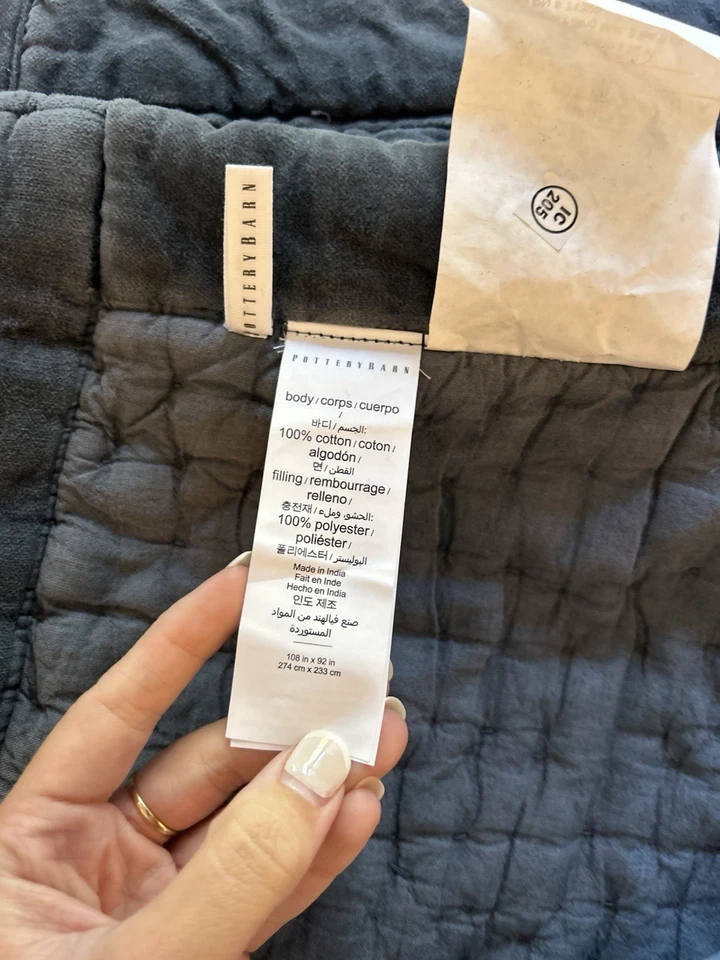 IC
205
POTTERYBARN
POTTERYBARN
body / corps / cuerpo
/
바디 / الجسم:
100% cotton / coton /
algodón /
면 / القطن
filling / rembourrage /
relleno /
충전재 / الحشو وملء:
100% polyester /
poliéster /
폴리에스터 / البوليستر
Made in India
Fait en Inde
Hecho en India
인도 제조
صنع فيالهند من المواد
المستوردة
108 in x 92 in
274 cm x 233 cm